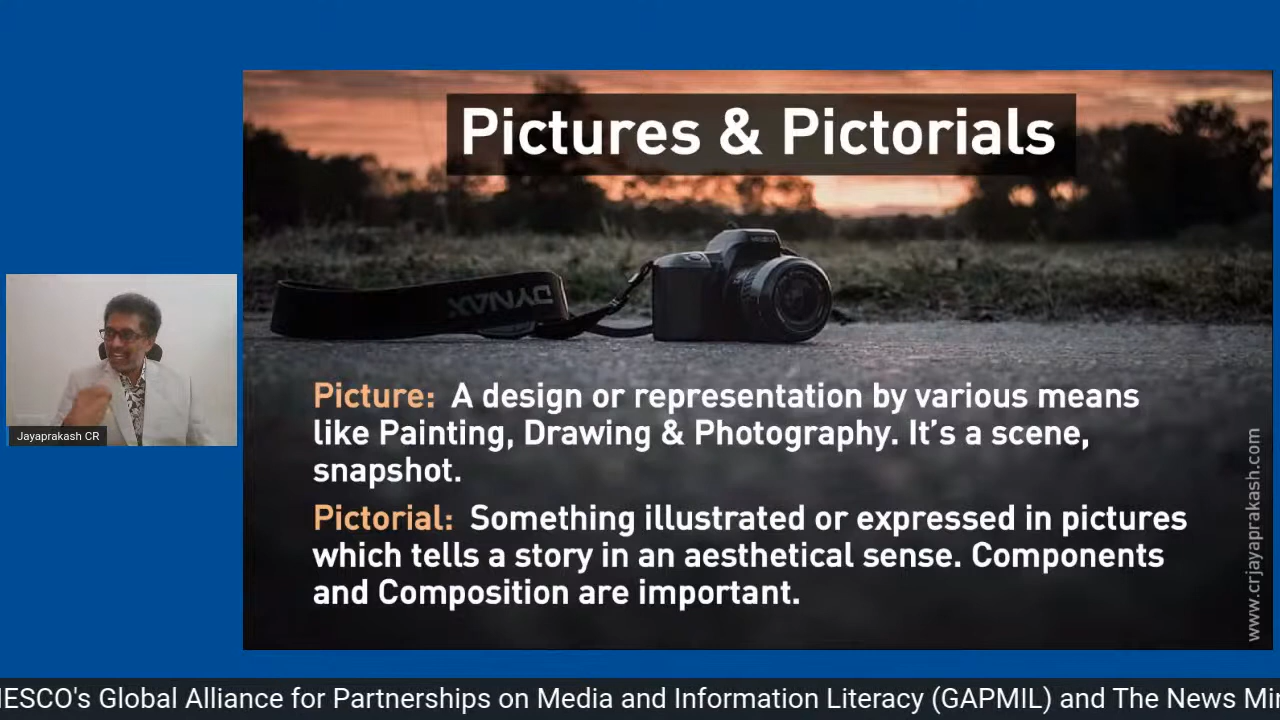 Pictures & Pictorials
DYNAX
Picture: A design or representation by various means
like Painting, Drawing & Photography. It's a scene,
snapshot.
Pictorial: Something illustrated or expressed in pictures
which tells a story in an aesthetical sense. Components
and Composition are important.
www.crjayaprakash.com
Jayaprakash CR
ESCO's Global Alliance for Partnerships on Media and Information Literacy (GAPMIL) and The News